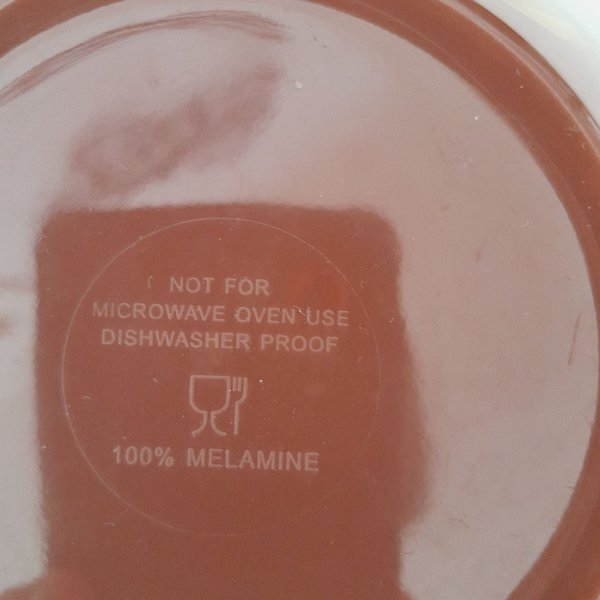 NOT FOR
MICROWAVE OVEN USE
DISHWASHER PROOF
100% MELAMINE